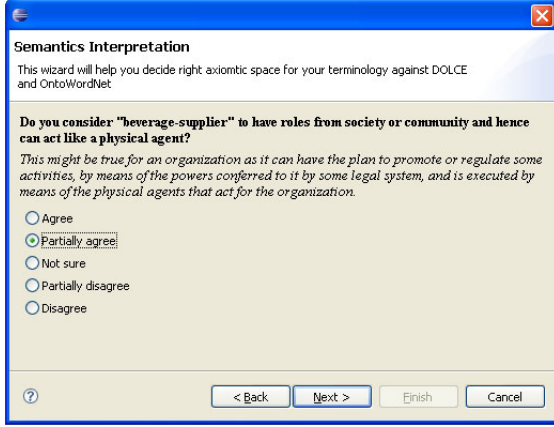 Semantics Interpretation
This wizard will help you decide right axiomtic space for your terminology against DOLCE
and OntoWordNet
Do you consider "beverage-supplier" to have roles from society or community and hence
can act like a physical agent?
This might be true for an organization as it can have the plan to promote or regulate some
activities, by means of the powers conferred to it by some legal system, and is executed by
means of the physical agents that act for the organization.
Agree
Partially agree
Not sure
Partially disagree
Disagree
? < Back Next > Finish Cancel